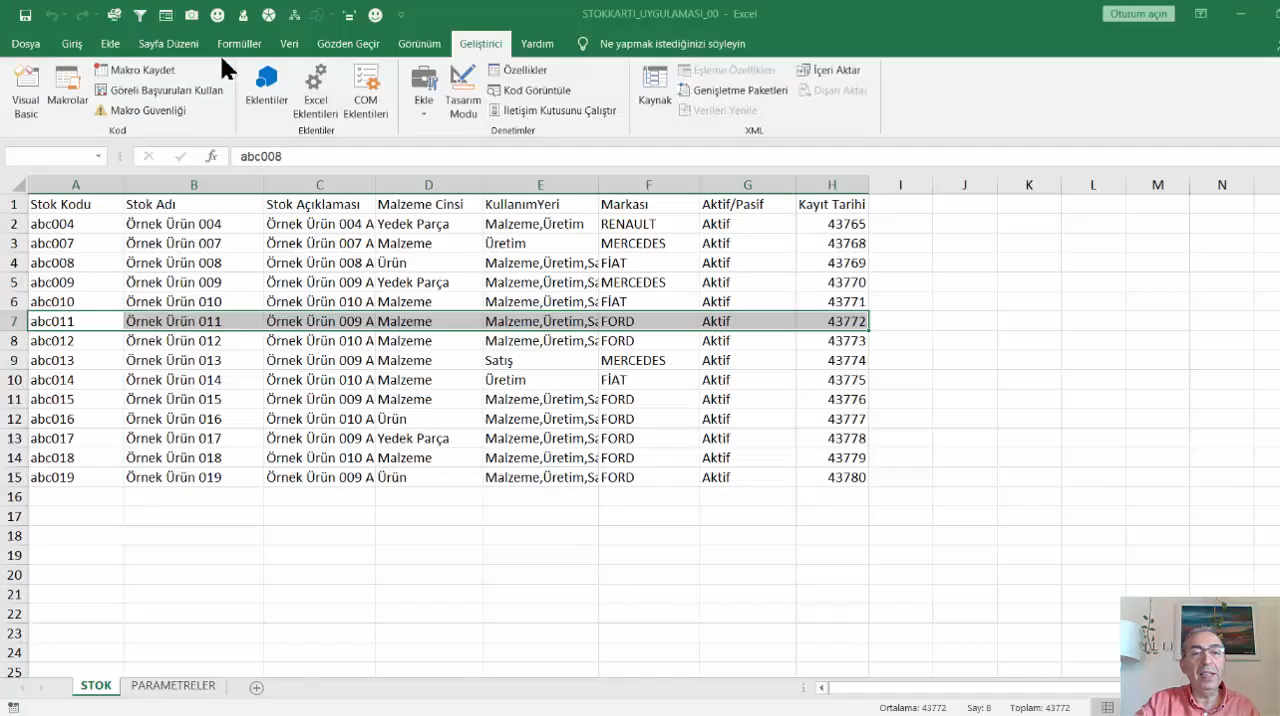 STOKKARTI_UYGULAMASI_00 - Excel
Oturum açın
Dosya Giriş Ekle Sayfa Düzeni Formüller Veri Gözden Geçir Görünüm Geliştirici Yardım Ne yapmak istediğinizi söyleyin
Visual Basic
Makrolar
Makro Kaydet
Göreli Başvuruları Kullan
Makro Güvenliği
Kod
Eklentiler
Excel Eklentileri
COM Eklentileri
Eklentiler
Ekle
Tasarım Modu
Özellikler
Kod Görüntüle
İletişim Kutusunu Çalıştır
Denetimler
Kaynak
Eşleme Özellikleri
Genişletme Paketleri
Verileri Yenile
İçeri Aktar
Dışarı Aktar
XML
fx abc008
A B C D E F G H I J K L M N
1 Stok Kodu Stok Adı Stok Açıklaması Malzeme Cinsi KullanımYeri Markası Aktif/Pasif Kayıt Tarihi
2 abc004 Örnek Ürün 004 Örnek Ürün 004 A Yedek Parça Malzeme,Üretim RENAULT Aktif 43765
3 abc007 Örnek Ürün 007 Örnek Ürün 007 A Malzeme Üretim MERCEDES Aktif 43768
4 abc008 Örnek Ürün 008 Örnek Ürün 008 A Ürün Malzeme,Üretim,Sa FİAT Aktif 43769
5 abc009 Örnek Ürün 009 Örnek Ürün 009 A Yedek Parça Malzeme,Üretim,Sa MERCEDES Aktif 43770
6 abc010 Örnek Ürün 010 Örnek Ürün 010 A Malzeme Malzeme,Üretim,Sa FİAT Aktif 43771
7 abc011 Örnek Ürün 011 Örnek Ürün 009 A Malzeme Malzeme,Üretim,Sa FORD Aktif 43772
8 abc012 Örnek Ürün 012 Örnek Ürün 010 A Malzeme Malzeme,Üretim,Sa FORD Aktif 43773
9 abc013 Örnek Ürün 013 Örnek Ürün 009 A Malzeme Satış MERCEDES Aktif 43774
10 abc014 Örnek Ürün 014 Örnek Ürün 010 A Malzeme Üretim FİAT Aktif 43775
11 abc015 Örnek Ürün 015 Örnek Ürün 009 A Malzeme Malzeme,Üretim,Sa FORD Aktif 43776
12 abc016 Örnek Ürün 016 Örnek Ürün 010 A Ürün Malzeme,Üretim,Sa FORD Aktif 43777
13 abc017 Örnek Ürün 017 Örnek Ürün 009 A Yedek Parça Malzeme,Üretim,Sa FORD Aktif 43778
14 abc018 Örnek Ürün 018 Örnek Ürün 010 A Malzeme Malzeme,Üretim,Sa FORD Aktif 43779
15 abc019 Örnek Ürün 019 Örnek Ürün 009 A Ürün Malzeme,Üretim,Sa FORD Aktif 43780
16
17
18
19
20
21
22
23
24
25
STOK PARAMETRELER
Ortalama: 43772 Say: 8 Toplam: 43772